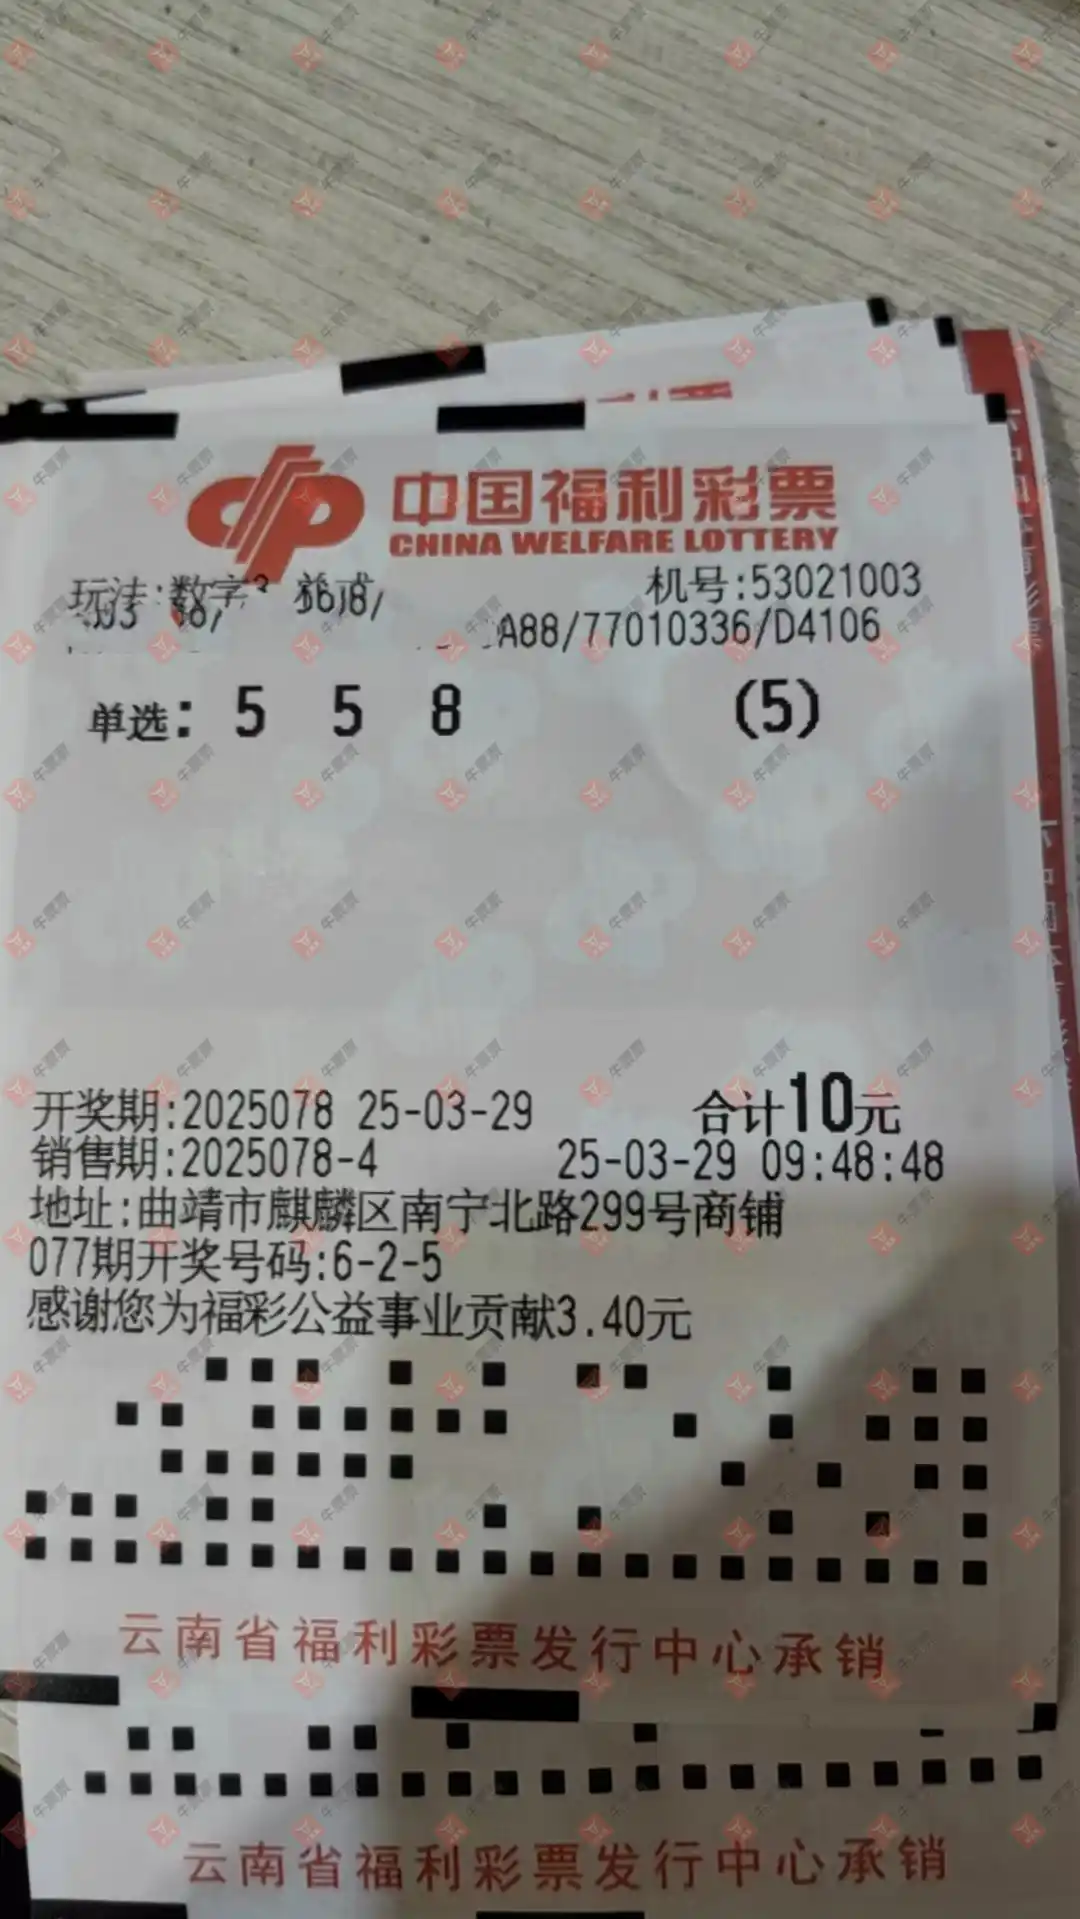 中国福利彩票
CHINA WELFARE LOTTERY
玩法:数字3 机号:53021003
A88/77010336/D4106
单选: 5 5 8 (5)
开奖期:2025078 25-03-29 合计10元
销售期:2025078-4 25-03-29 09:48:48
地址:曲靖市麒麟区南宁北路299号商铺
077期开奖号码:6-2-5
感谢您为福彩公益事业贡献3.40元
云南省福利彩票发行中心承销
云南省福利彩票发行中心承销